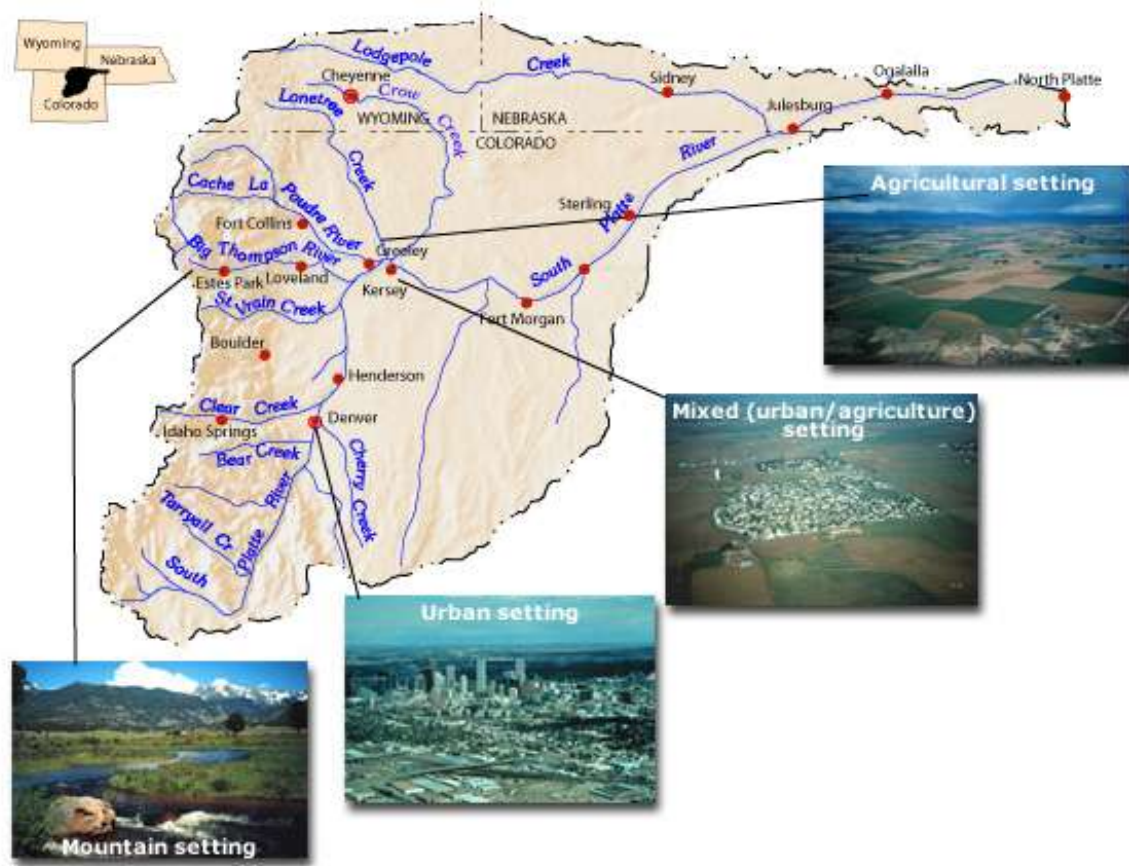 Wyoming
Nebraska
Colorado
Lodgepole
Creek
Cheyenne
Crow
Creek
Lonetree
Creek
WYOMING
NEBRASKA
COLORADO
Sidney
Ogalalla
North Platte
Julesburg
River
Platte
South
Sterling
Cache La
Poudre River
Fort Collins
Big Thompson River
Greeley
Estes Park
Loveland
Kersey
St Vrain Creek
Fort Morgan
Boulder
Henderson
Clear Creek
Idaho Springs
Denver
Bear Creek
Cherry Creek
River
Tarryall Cr
Platte
South
Agricultural setting
Mixed (urban/agriculture)
setting
Urban setting
Mountain setting